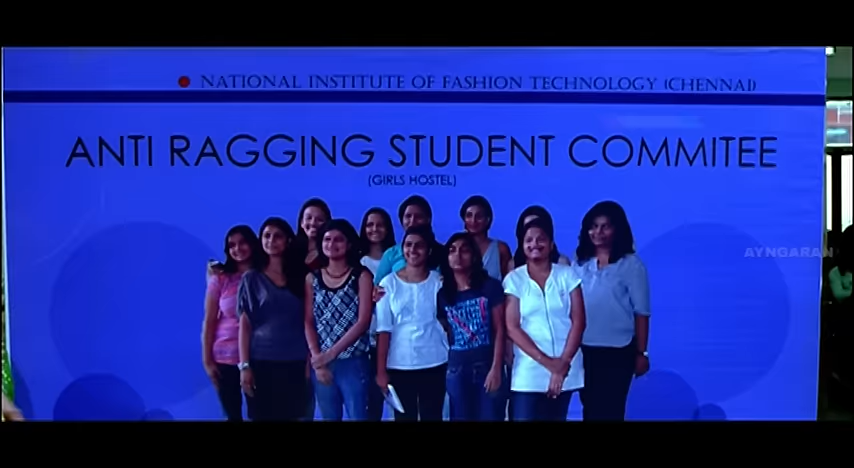 NATIONAL INSTITUTE OF FASHION TECHNOLOGY (CHENNAI)
ANTI RAGGING STUDENT COMMITEE
(GIRLS HOSTEL)
AYNGARAN